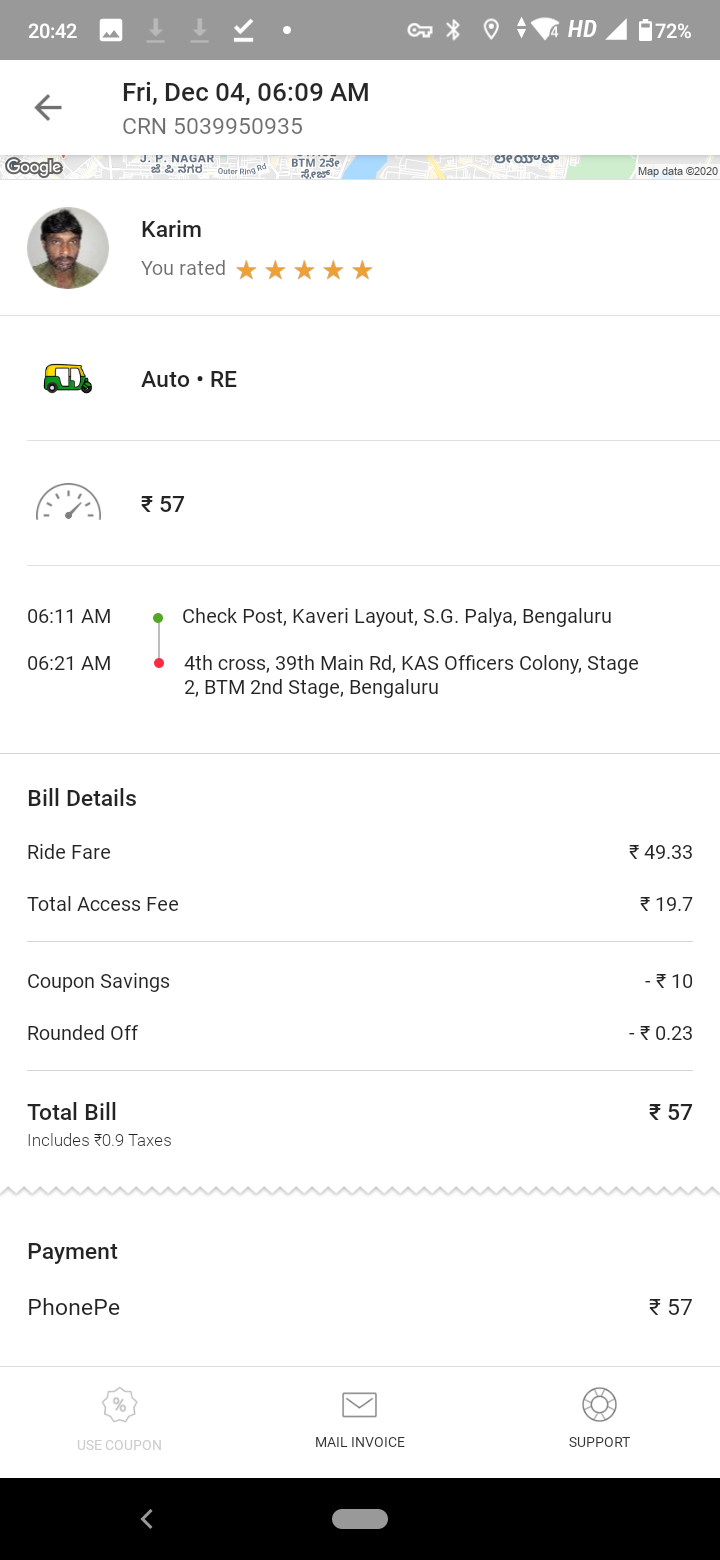 20:42
4 HD 72%
Fri, Dec 04, 06:09 AM
CRN 5039950935
Google
J. P. NAGAR
ಜೆ ಪಿ ನಗರ
Outer Ring Rd
BTM 2ನೇ
ಸ್ಟೇಜ್
ಲೇಯೌಟ್
Map data ©2020
Karim
You rated
Auto • RE
₹ 57
06:11 AM Check Post, Kaveri Layout, S.G. Palya, Bengaluru
06:21 AM 4th cross, 39th Main Rd, KAS Officers Colony, Stage
2, BTM 2nd Stage, Bengaluru
Bill Details
Ride Fare ₹ 49.33
Total Access Fee ₹ 19.7
Coupon Savings - ₹ 10
Rounded Off - ₹ 0.23
Total Bill ₹ 57
Includes ₹0.9 Taxes
Payment
PhonePe ₹ 57
%
USE COUPON MAIL INVOICE SUPPORT